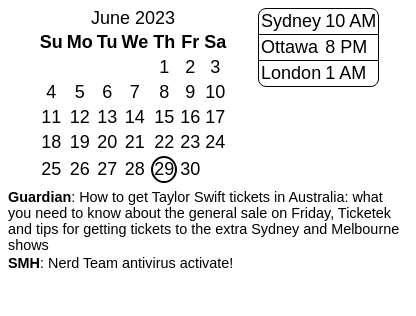 June 2023
Su Mo Tu We Th Fr Sa
1 2 3
4 5 6 7 8 9 10
11 12 13 14 15 16 17
18 19 20 21 22 23 24
25 26 27 28 29 30
Sydney 10 AM
Ottawa 8 PM
London 1 AM
Guardian: How to get Taylor Swift tickets in Australia: what
you need to know about the general sale on Friday, Ticketek
and tips for getting tickets to the extra Sydney and Melbourne
shows
SMH: Nerd Team antivirus activate!